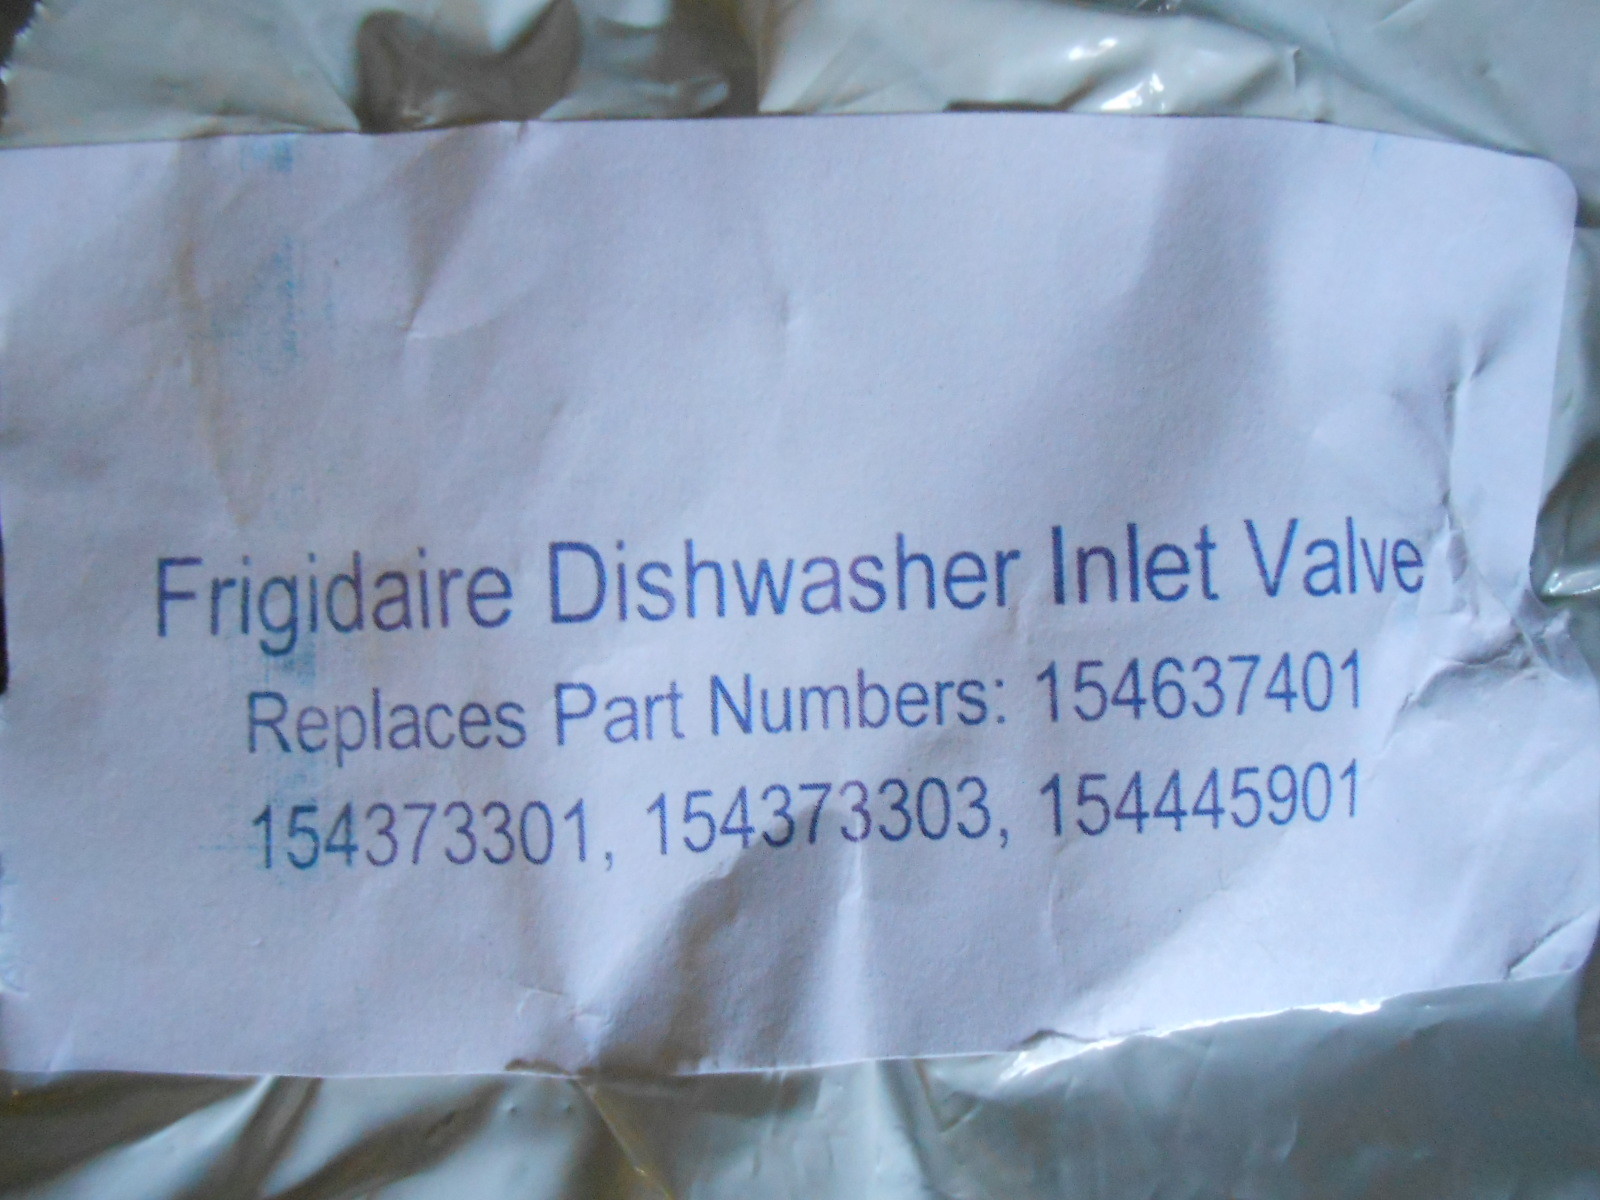 Frigidaire Dishwasher Inlet Valve
Replaces Part Numbers: 154637401
154373301, 154373303, 154445901